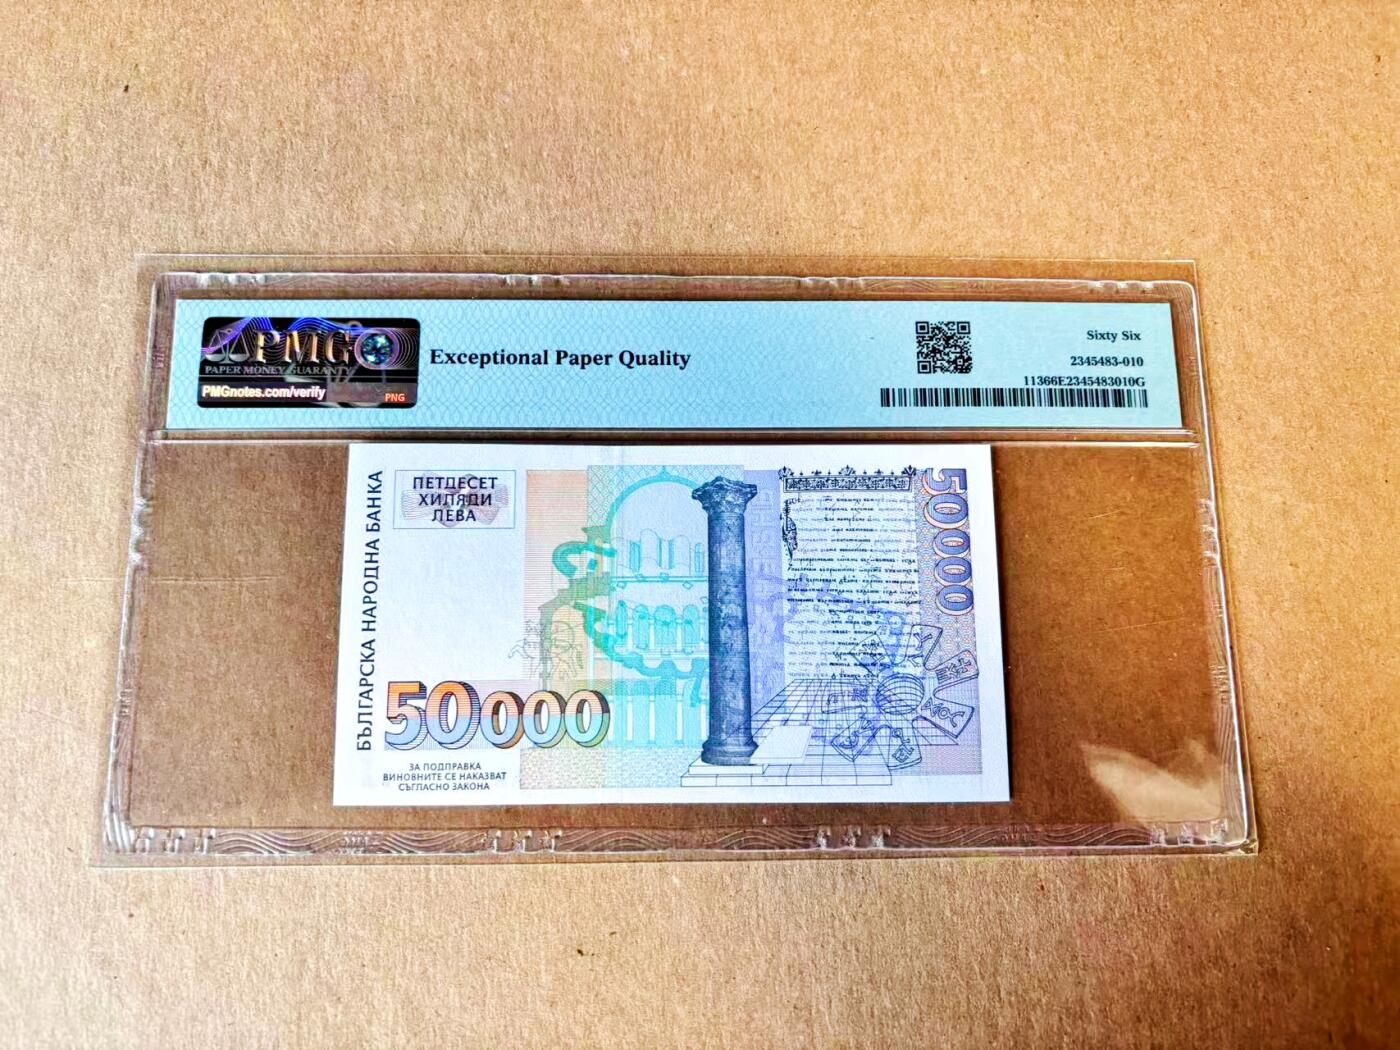 PMG
PAPER MONEY GUARANTY
PMGnotes.com/verify
PNG
Exceptional Paper Quality
Sixty Six
2345483-010
11366E2345483010G
БЪЛГАРСКА НАРОДНА БАНКА
ПЕТДЕСЕТ
ХИЛЯДИ
ЛЕВА
50000
50000
ЗА ПОДПРАВКА
ВИНОВНИТЕ СЕ НАКАЗВАТ
СЪГЛАСНО ЗАКОНА